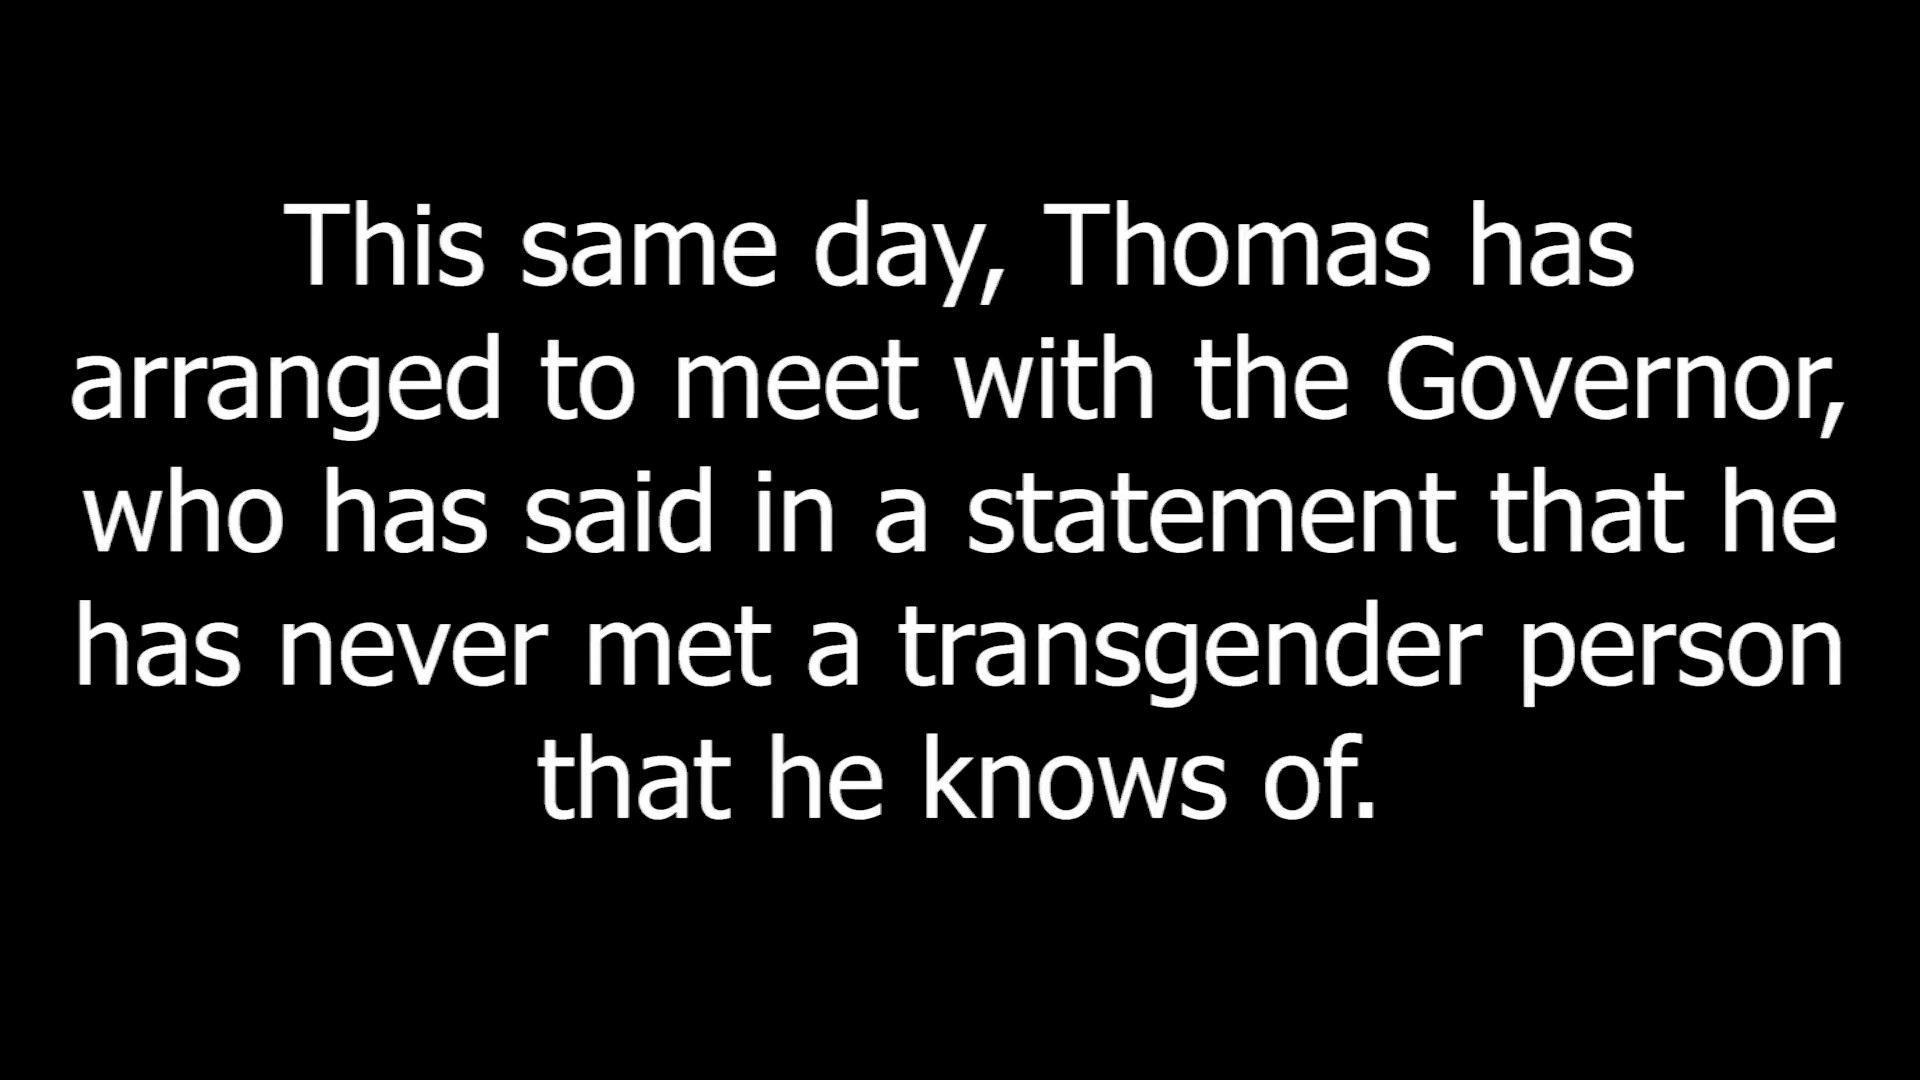 This same day, Thomas has
arranged to meet with the Governor,
who has said in a statement that he
has never met a transgender person
that he knows of.